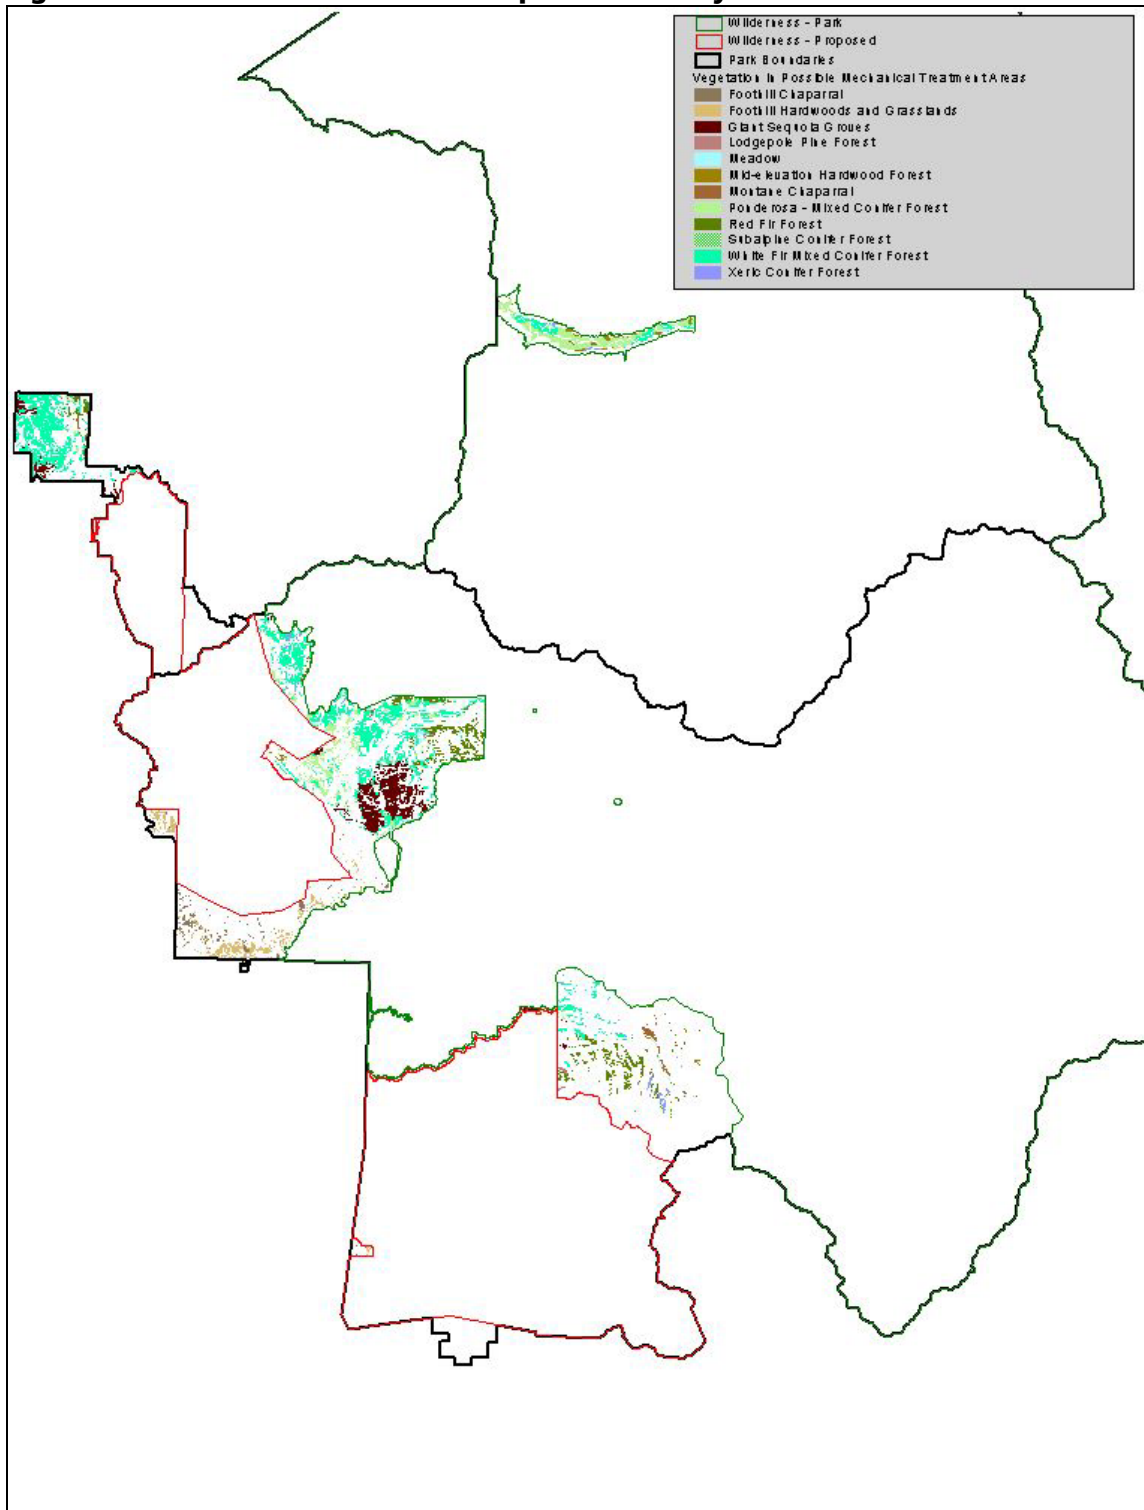 Wilderness - Park
Wilderness - Proposed
Park Boundaries
Vegetation in Possible Mechanical Treatment Areas
Foothill Chaparral
Foothill Hardwoods and Grasslands
Giant Sequoia Groves
Lodgepole Pine Forest
Meadow
Mid-elevation Hardwood Forest
Montane Chaparral
Ponderosa - Mixed Conifer Forest
Red Fir Forest
Subalpine Conifer Forest
White Fir Mixed Conifer Forest
Xeric Conifer Forest